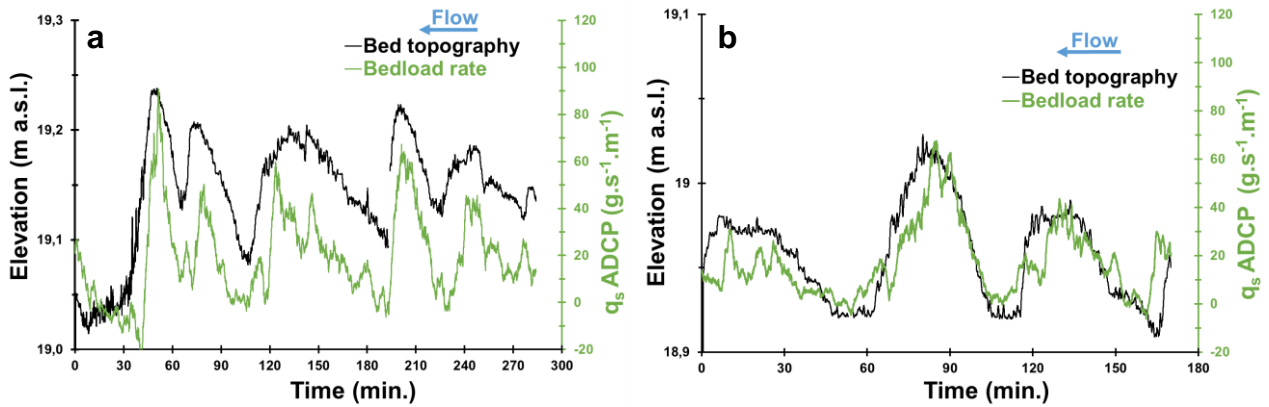 a
Flow
Bed topography
Bedload rate
Elevation (m a.s.l.)
19,3
19,2
19,1
19,0
120
100
80
60
40
20
0
-20
qs ADCP (g.s-1.m-1)
0 30 60 90 120 150 180 210 240 270 300
Time (min.)
b
Flow
Bed topography
Bedload rate
Elevation (m a.s.l.)
19,1
19
18,9
120
100
80
60
40
20
0
-20
qs ADCP (g.s-1.m-1)
0 30 60 90 120 150 180
Time (min.)